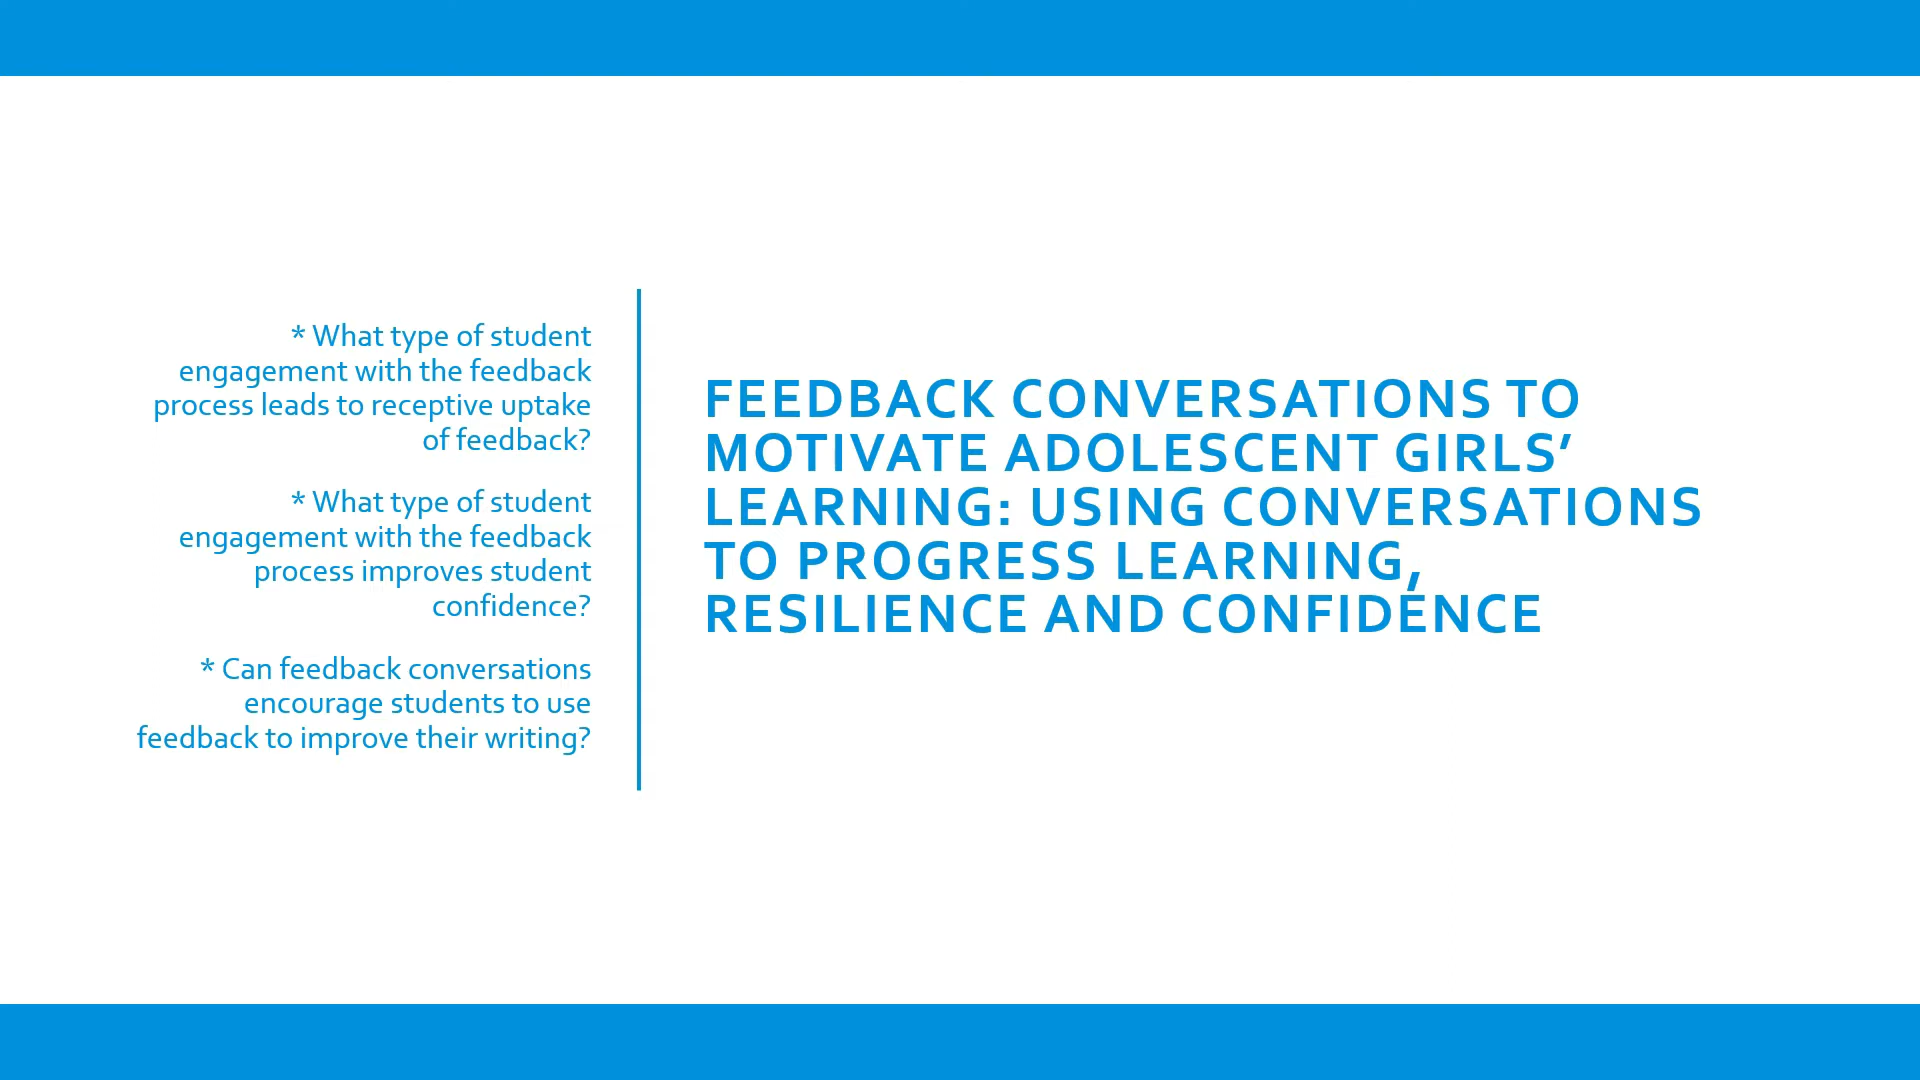 * What type of student
engagement with the feedback
process leads to receptive uptake
of feedback?
* What type of student
engagement with the feedback
process improves student
confidence?
* Can feedback conversations
encourage students to use
feedback to improve their writing?
FEEDBACK CONVERSATIONS TO
MOTIVATE ADOLESCENT GIRLS’
LEARNING: USING CONVERSATIONS
TO PROGRESS LEARNING,
RESILIENCE AND CONFIDENCE